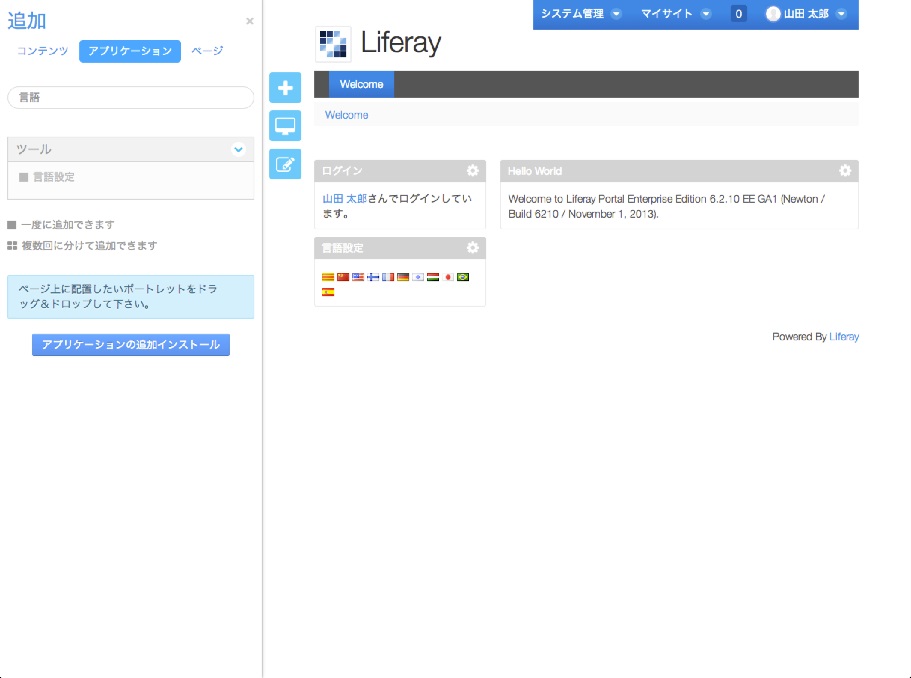 追加
×
コンテンツ
アプリケーション
ページ
言語
ツール
言語設定
一度に追加できます
複数回に分けて追加できます
ページ上に配置したいポートレットをドラ
ッグ&ドロップして下さい。
アプリケーションの追加インストール
システム管理
マイサイト
0
山田 太郎
Liferay
Welcome
Welcome
ログイン
山田 太郎さんでログインしてい
ます。
言語設定
Hello World
Welcome to Liferay Portal Enterprise Edition 6.2.10 EE GA1 (Newton /
Build 6210 / November 1, 2013).
Powered By Liferay